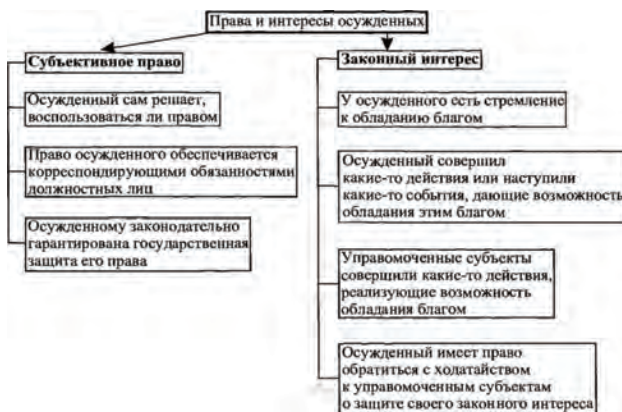 Права и интересы осужденных
Субъективное право
Осужденный сам решает,
воспользоваться ли правом
Право осужденного обеспечивается
корреспондирующими обязанностями
должностных лиц
Осужденному законодательно
гарантирована государственная
защита его права
Законный интерес
У осужденного есть стремление
к обладанию благом
Осужденный совершил
какие-то действия или наступили
какие-то события, дающие возможность
обладания этим благом
Управомоченные субъекты
совершили какие-то действия,
реализующие возможность
обладания благом
Осужденный имеет право
обратиться с ходатайством
к управомоченным субъектам
о защите своего законного интереса